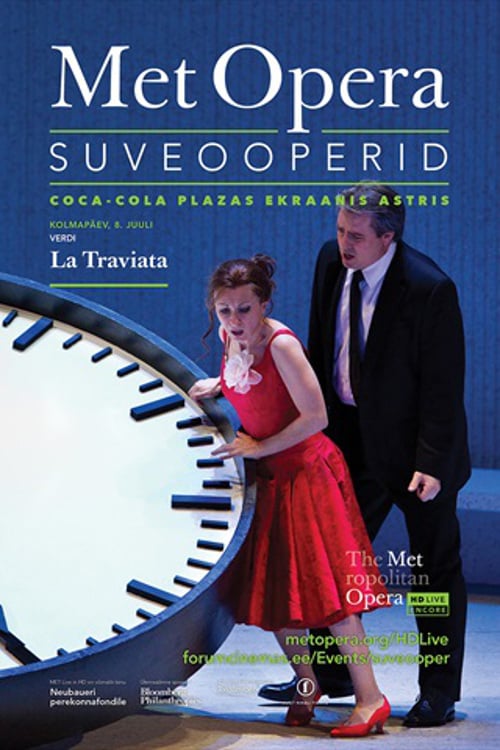 Met Opera
SUVEOOPERID
COCA-COLA PLAZAS EKRAANIS ASTRIS
KOLMAPÄEV, 8. JUULI
VERDI
La Traviata
The Met
ropolitan
Opera HD LIVE
ENCORE
metopera.org/HDLive
forumcinemas.ee/Events/suveooper
Neubaueri
perekonnafondile
Bloomberg
Philanthropies